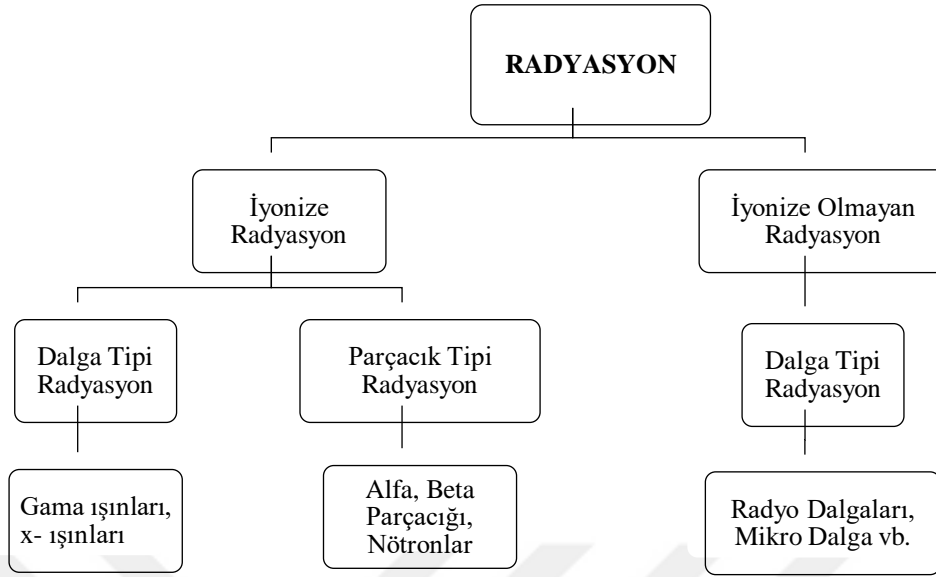 RADYASYON
İyonize
Radyasyon
İyonize Olmayan
Radyasyon
Dalga Tipi
Radyasyon
Parçacık Tipi
Radyasyon
Dalga Tipi
Radyasyon
Gama ışınları,
x- ışınları
Alfa, Beta
Parçacığı,
Nötronlar
Radyo Dalgaları,
Mikro Dalga vb.